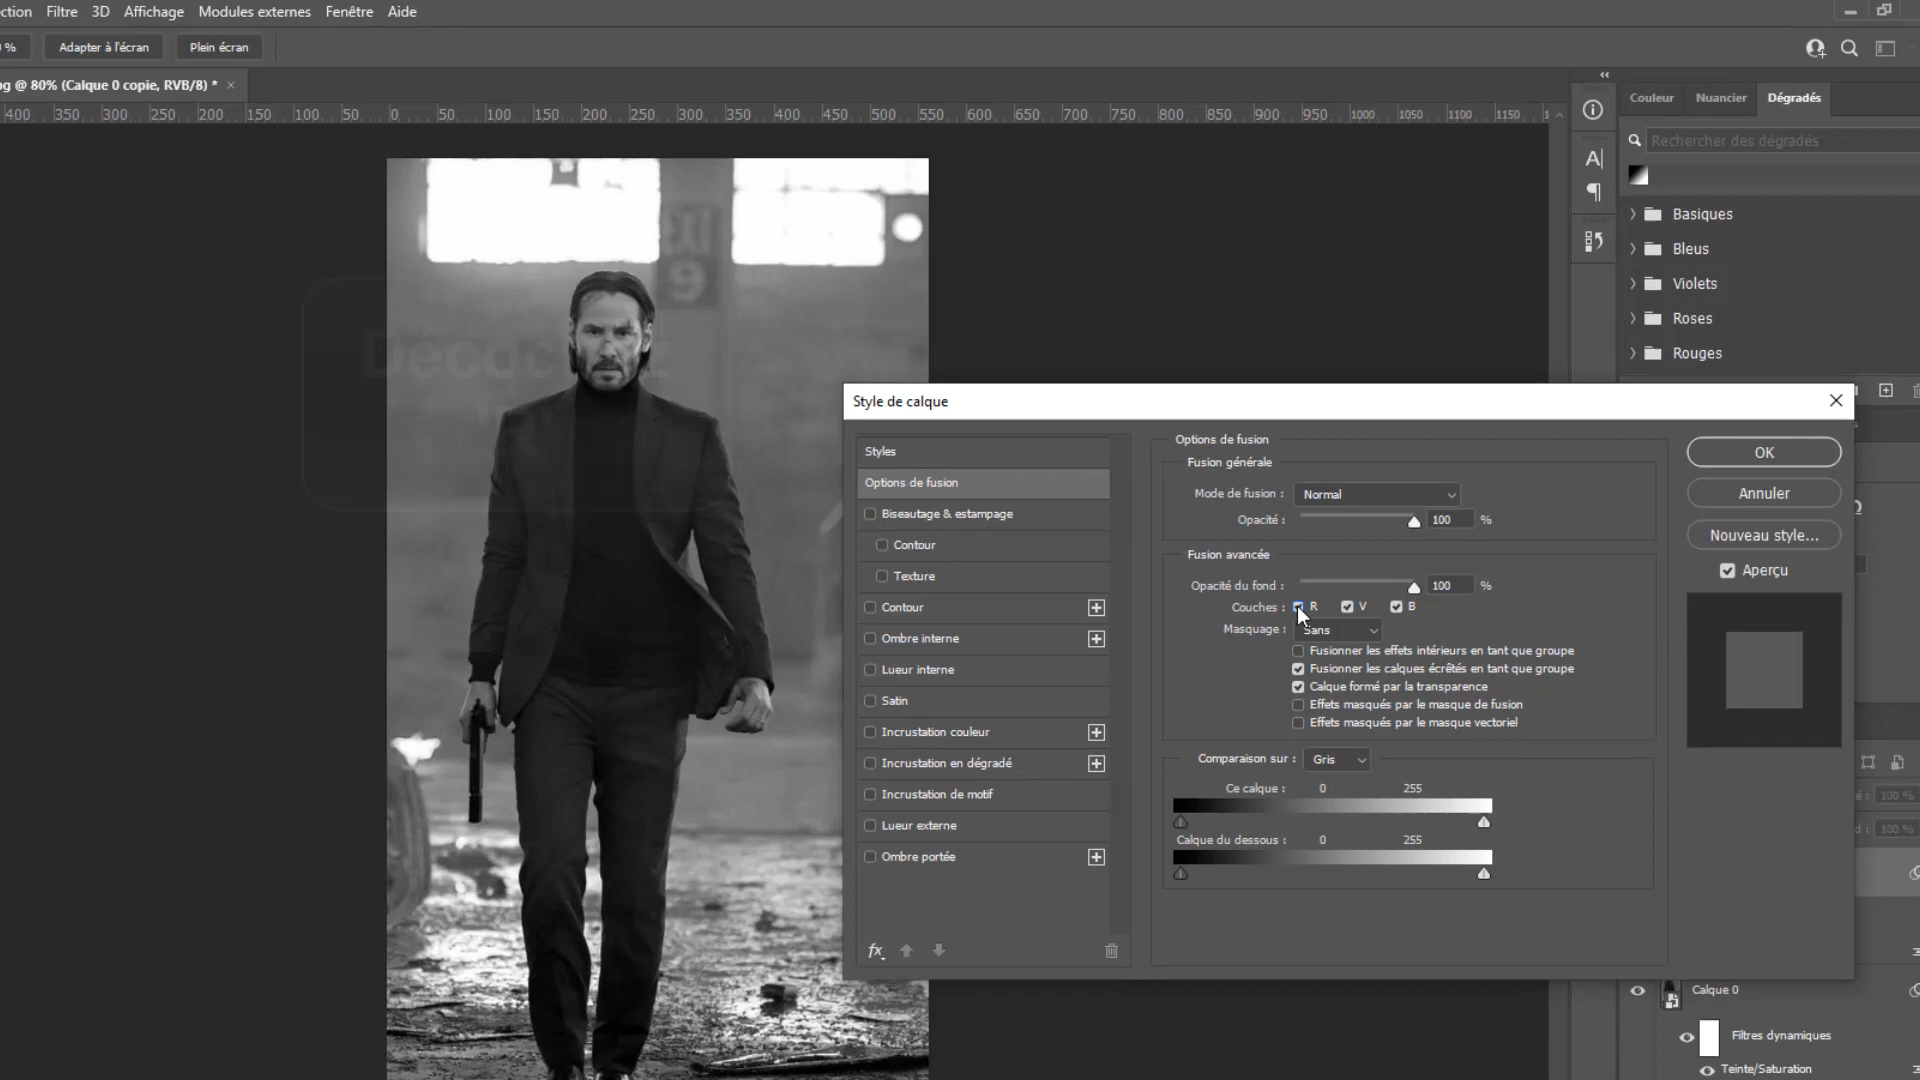 ction Filtre 3D Affichage Modules externes Fenêtre Aide
% Adapter à l'écran Plein écran
og @ 80% (Calque 0 copie, RVB/8) * ×
400 350 300 250 200 150 100 50 0 50 100 150 200 250 300 350 400 450 500 550 600 650 700 750 800 850 900 950 1000 1050 1100 1150 1
Couleur Nuancier Dégradés
Rechercher des dégradés
Basiques
Bleus
Violets
Roses
Rouges
9
Style de calque
Styles
Options de fusion
Biseautage & estampage
Contour
Texture
Contour
Ombre interne
Lueur interne
Satin
Incrustation couleur
Incrustation en dégradé
Incrustation de motif
Lueur externe
Ombre portée
fx
Options de fusion
Fusion générale
Mode de fusion : Normal
Opacité : 100 %
Fusion avancée
Opacité du fond : 100 %
Couches : R V B
Masquage : Sans
Fusionner les effets intérieurs en tant que groupe
Fusionner les calques écrêtés en tant que groupe
Calque formé par la transparence
Effets masqués par le masque de fusion
Effets masqués par le masque vectoriel
Comparaison sur : Gris
Ce calque : 0 255
Calque du dessous : 0 255
OK
Annuler
Nouveau style...
Aperçu
é : 100 %
d : 100 %
Calque 0
Filtres dynamiques
Teinte/Saturation